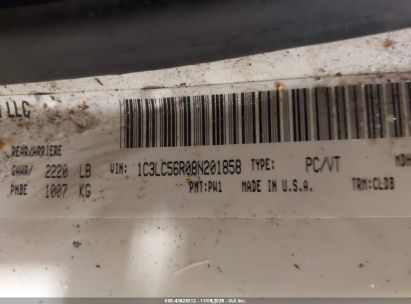 LLC
REAR/ARRIERE
GAWR/ 2220 LB
PNBE 1007 KG
VIN: 1C3LC56R08N201858 TYPE: PC/VT MDH
PNT: PW1 MADE IN U.S.A. TRM: CLDB